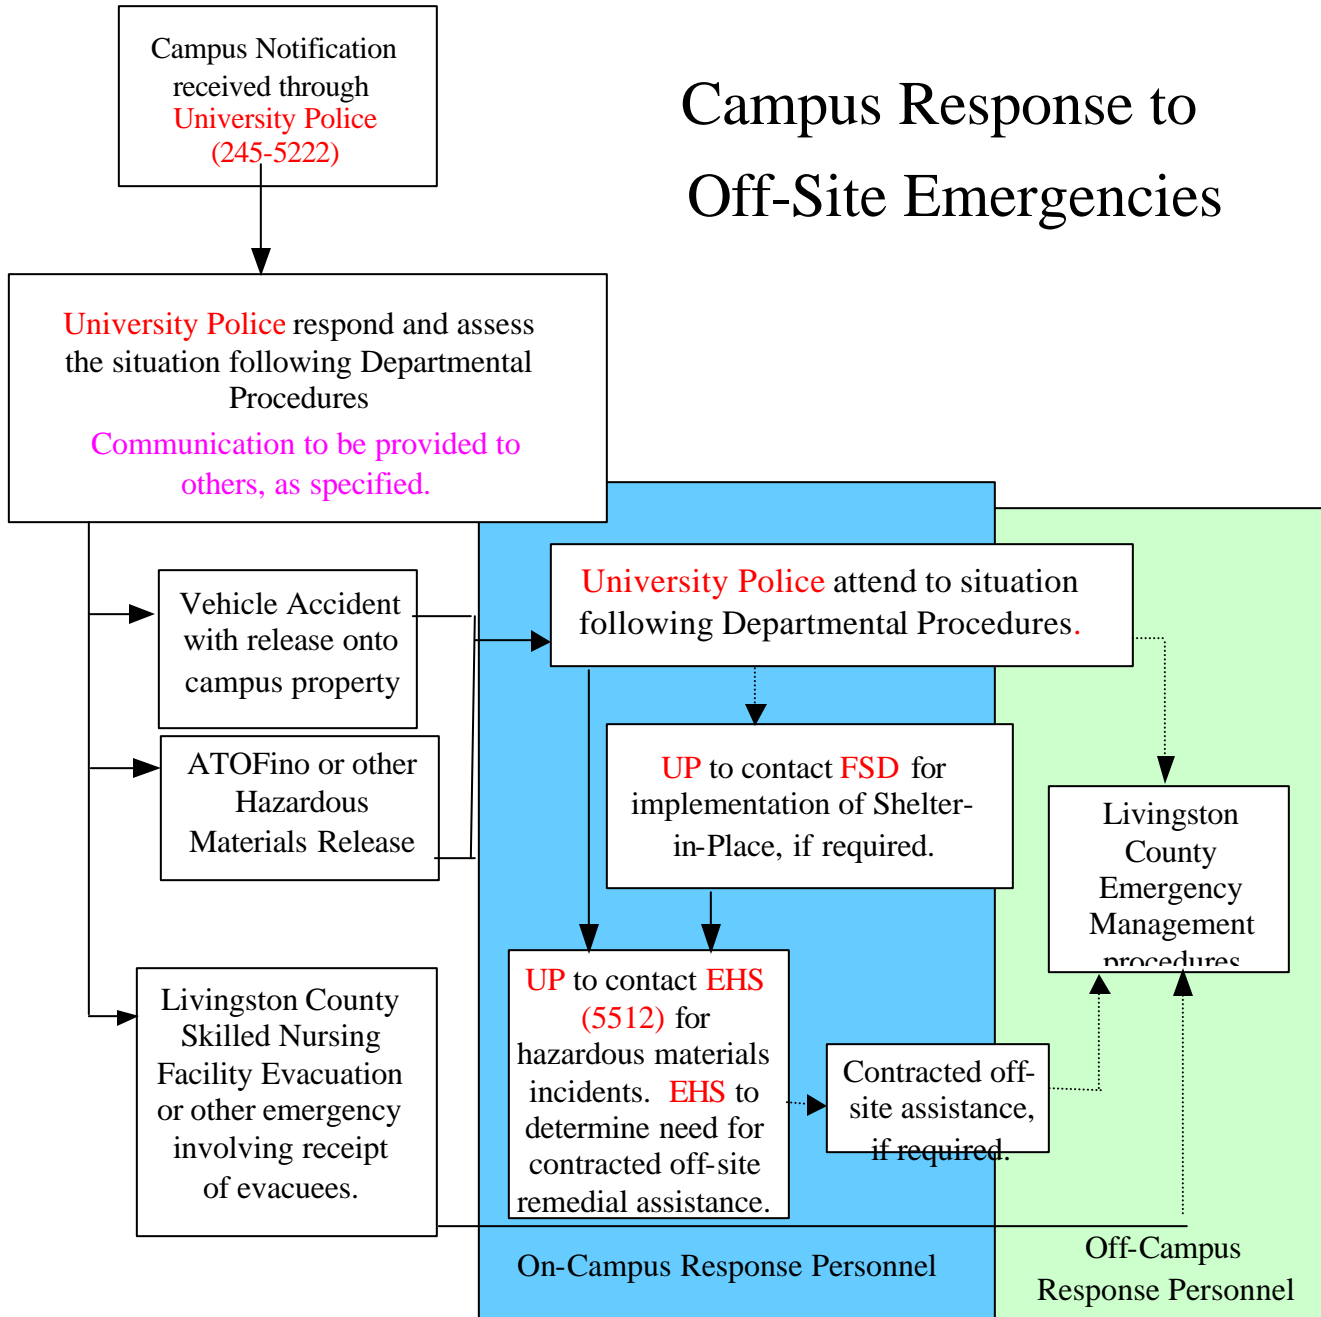 Campus Notification
received through
University Police
(245-5222)
Campus Response to
Off-Site Emergencies
University Police respond and assess
the situation following Departmental
Procedures
Communication to be provided to
others, as specified.
Vehicle Accident
with release onto
campus property
ATOFino or other
Hazardous
Materials Release
Livingston County
Skilled Nursing
Facility Evacuation
or other emergency
involving receipt
of evacuees.
University Police attend to situation
following Departmental Procedures.
UP to contact FSD for
implementation of Shelter-
in-Place, if required.
UP to contact EHS
(5512) for
hazardous materials
incidents. EHS to
determine need for
contracted off-site
remedial assistance.
Contracted off-
site assistance,
if required.
Livingston
County
Emergency
Management
procedures
On-Campus Response Personnel
Off-Campus
Response Personnel